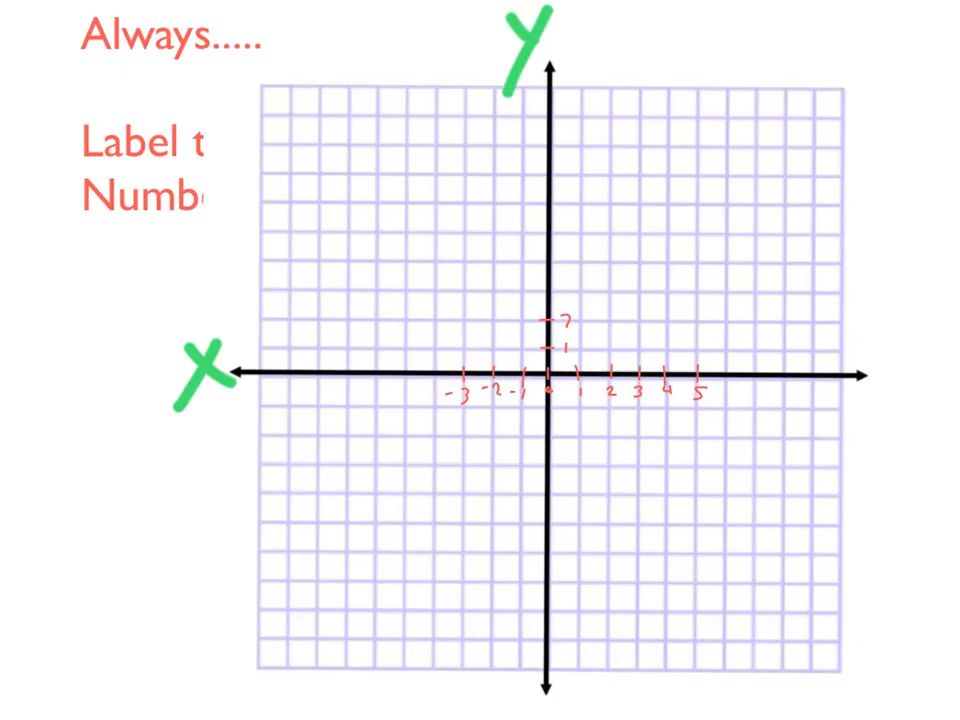 Always.....
y
Label t
Numb
2
1
x
-3 -2 -1 0 1 2 3 4 5